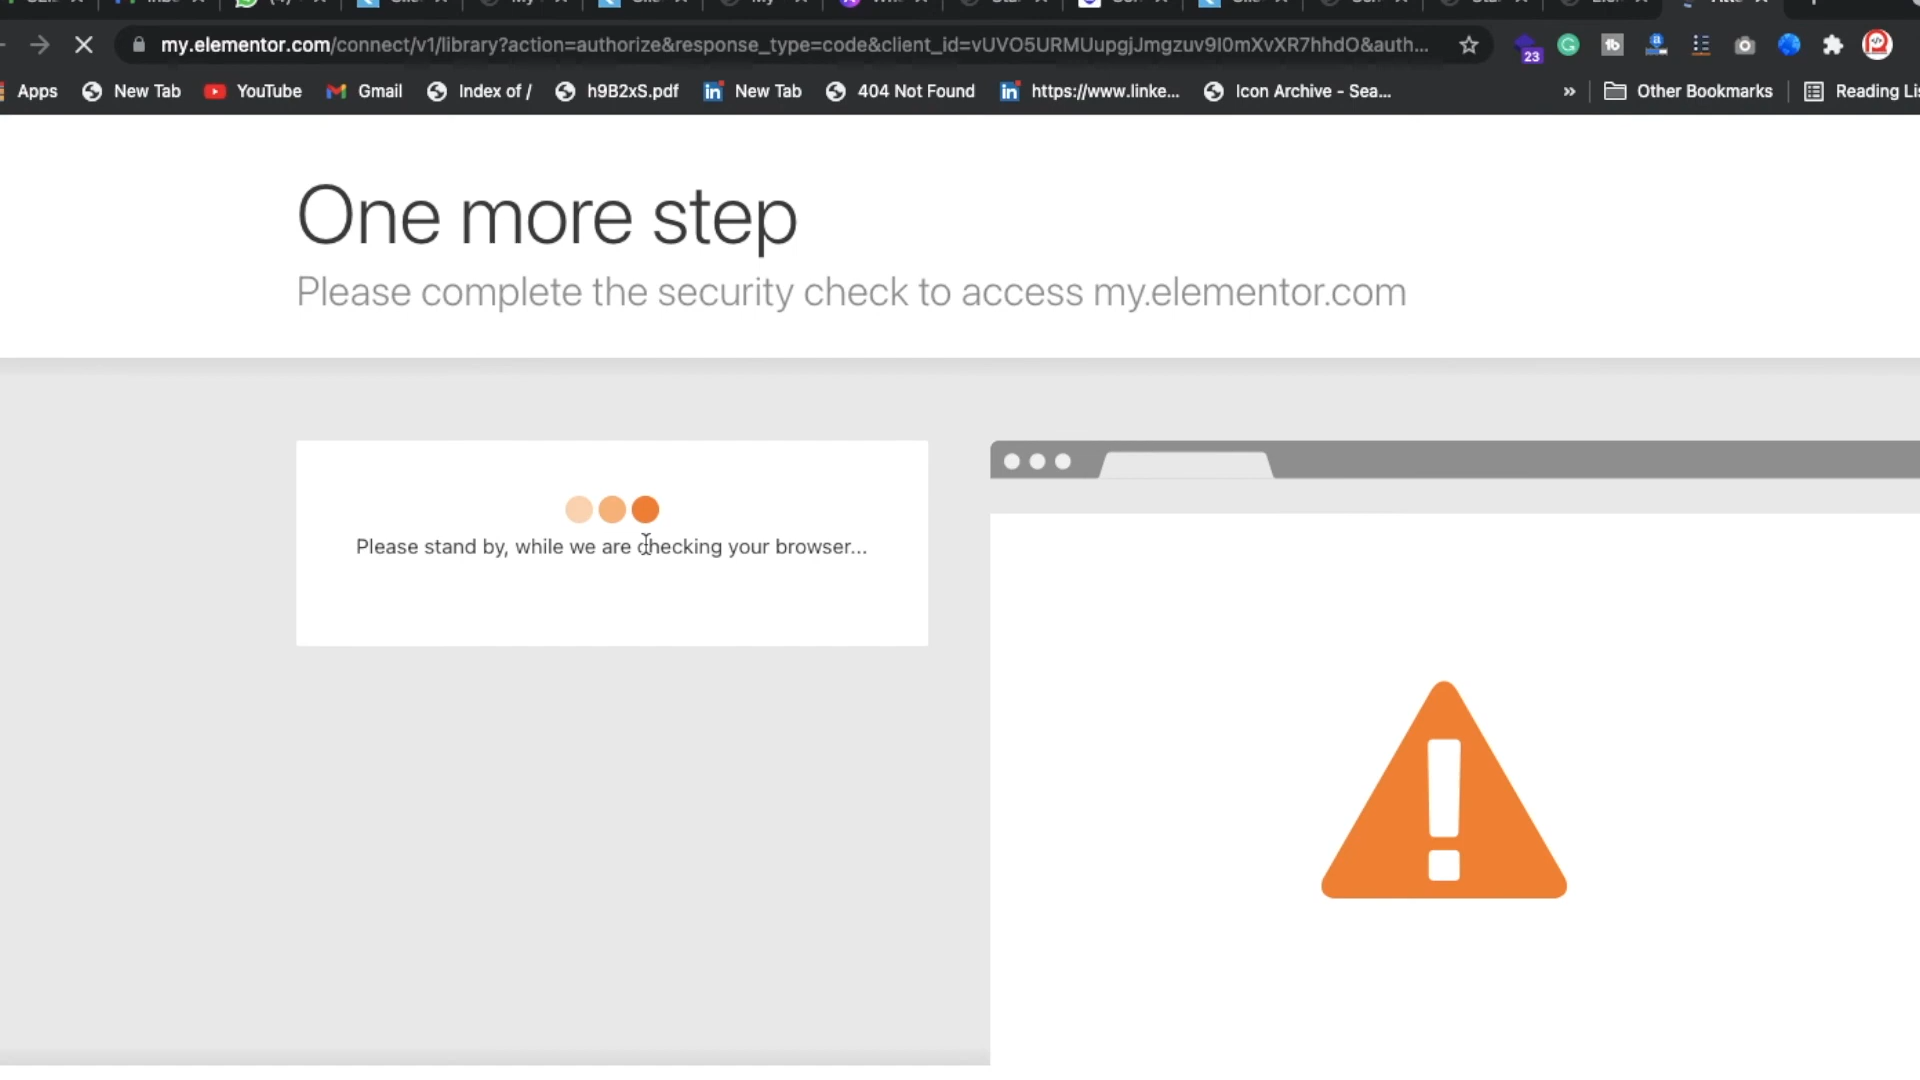 my.elementor.com/connect/v1/library?action=authorize&response_type=code&client_id=vUVO5URMUupgjJmgzuv9I0mXvXR7hhdO&auth...
23
Apps New Tab YouTube Gmail Index of / h9B2xS.pdf New Tab 404 Not Found https://www.linke... Icon Archive - Sea... » Other Bookmarks Reading Lis
One more step
Please complete the security check to access my.elementor.com
Please stand by, while we are checking your browser...